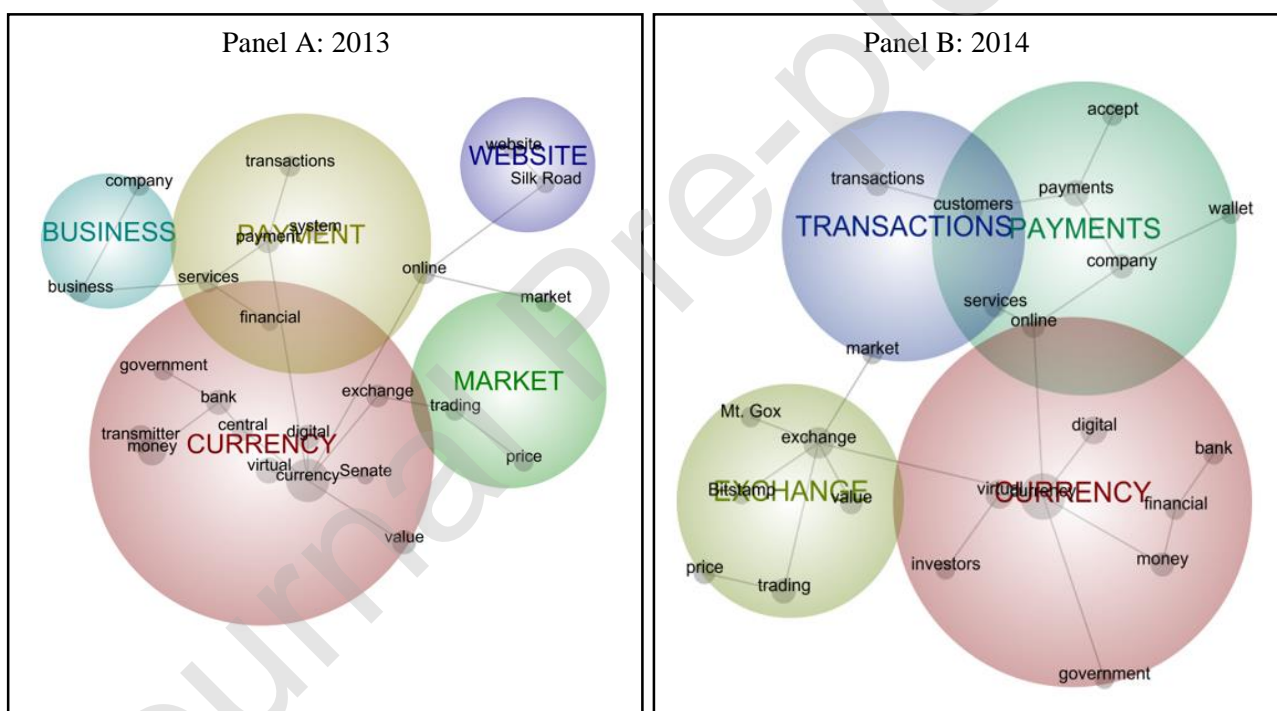 Panel A: 2013
website
WEBSITE
Silk Road
transactions
company
BUSINESS
system
payment
PAYMENT
business
services
online
market
financial
government
exchange
MARKET
bank
trading
central
digital
transmitter
money
CURRENCY
virtual
currency
Senate
price
value
Panel B: 2014
accept
transactions
payments
customers
wallet
TRANSACTIONS
PAYMENTS
company
services
online
market
Mt. Gox
exchange
digital
bank
Bitstamp
EXCHANGE
value
virtual
currency
CURRENCY
financial
investors
money
price
trading
government
Journal Pre-pro